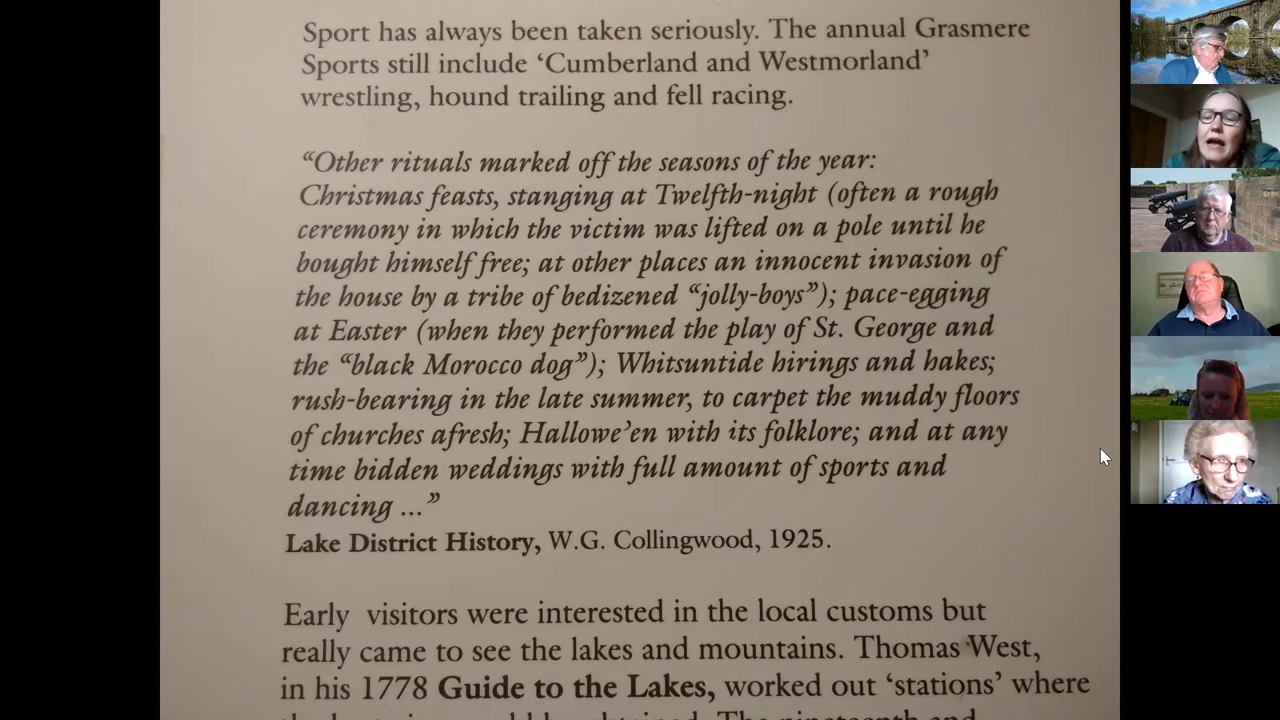 Sport has always been taken seriously. The annual Grasmere
Sports still include ‘Cumberland and Westmorland’
wrestling, hound trailing and fell racing.
“Other rituals marked off the seasons of the year:
Christmas feasts, stanging at Twelfth-night (often a rough
ceremony in which the victim was lifted on a pole until he
bought himself free; at other places an innocent invasion of
the house by a tribe of bedizened “jolly-boys”); pace-egging
at Easter (when they performed the play of St. George and
the “black Morocco dog”); Whitsuntide hirings and hakes;
rush-bearing in the late summer, to carpet the muddy floors
of churches afresh; Hallowe’en with its folklore; and at any
time bidden weddings with full amount of sports and
dancing ...”
Lake District History, W.G. Collingwood, 1925.
Early visitors were interested in the local customs but
really came to see the lakes and mountains. Thomas West,
in his 1778 Guide to the Lakes, worked out ‘stations’ where